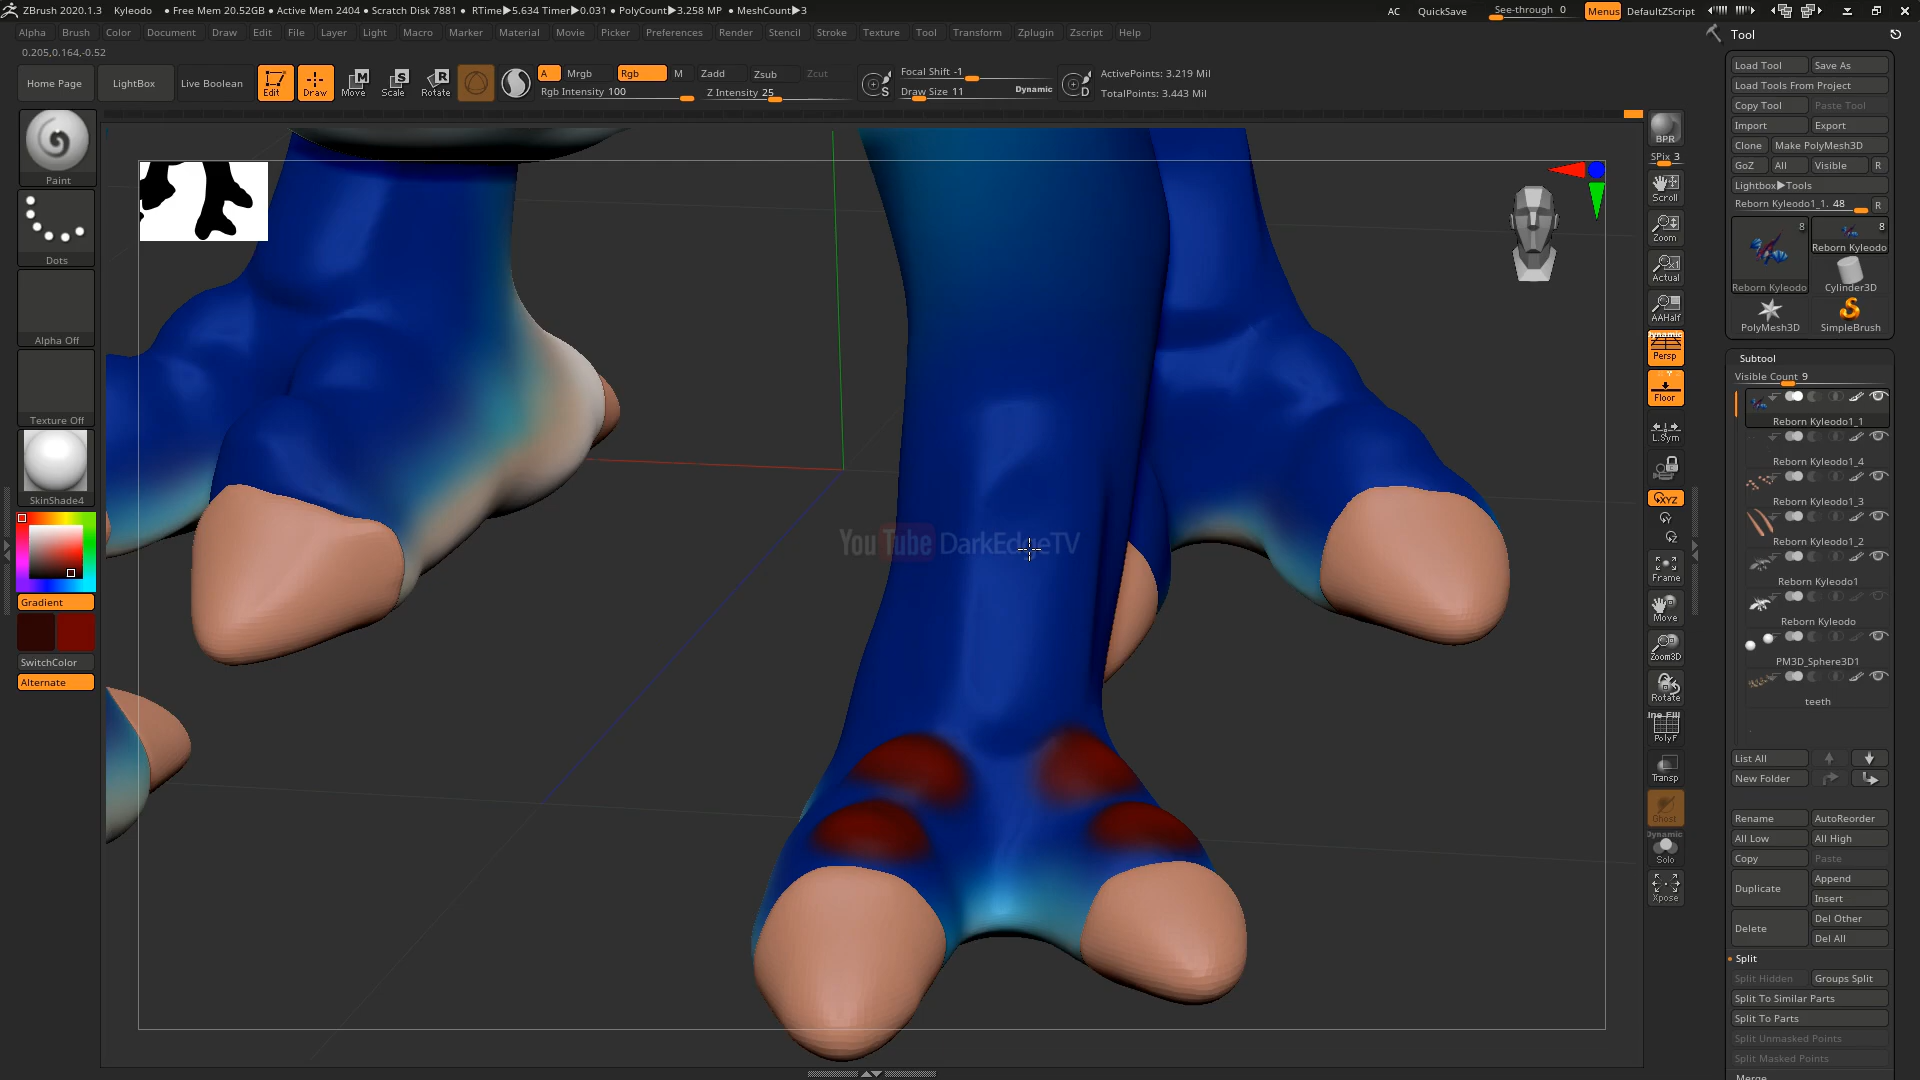 ZBrush 2020.1.3 Kyleodo • Free Mem 20.52GB • Active Mem 2404 • Scratch Disk 7881 • RTime▶5.634 Timer▶0.031 • PolyCount▶3.258 MP • MeshCount▶3 AC QuickSave See-through 0 Menus DefaultZScript
Alpha Brush Color Document Draw Edit File Layer Light Macro Marker Material Movie Picker Preferences Render Stencil Stroke Texture Tool Transform Zplugin Zscript Help
Tool
0.205,0.164,-0.52
Home Page LightBox Live Boolean Edit Draw Move Scale Rotate
M S R
A Mrgb Rgb M Zadd Zsub Zcut
Rgb Intensity 100 Z Intensity 25
S Focal Shift -1
Draw Size 11 Dynamic
D ActivePoints: 3.219 Mil
TotalPoints: 3.443 Mil
Paint
Dots
Alpha Off
Texture Off
SkinShade4
Gradient
SwitchColor
Alternate
YouTube DarkEdgeTV
BPR
SPix 3
Scroll
Zoom
Actual
AAHalf
Dynamic
Persp
Floor
L.Sym
XYZ
Y
Z
Frame
Move
Zoom3D
Rotate
Line Fill
PolyF
Transp
Ghost
Dynamic
Solo
Xpose
Load Tool Save As
Load Tools From Project
Copy Tool Paste Tool
Import Export
Clone Make PolyMesh3D
GoZ All Visible R
Lightbox▶Tools
Reborn Kyleodo1_1. 48 R
8 8
Reborn Kyleodo
Reborn Kyleodo Cylinder3D
PolyMesh3D SimpleBrush
Subtool
Visible Count 9
Reborn Kyleodo1_1
Reborn Kyleodo1_4
Reborn Kyleodo1_3
Reborn Kyleodo1_2
Reborn Kyleodo1
Reborn Kyleodo
PM3D_Sphere3D1
teeth
List All
New Folder
Rename AutoReorder
All Low All High
Copy Paste
Duplicate Append
Insert
Delete Del Other
Del All
Split
Split Hidden Groups Split
Split To Similar Parts
Split To Parts
Split Unmasked Points
Split Masked Points
Merge